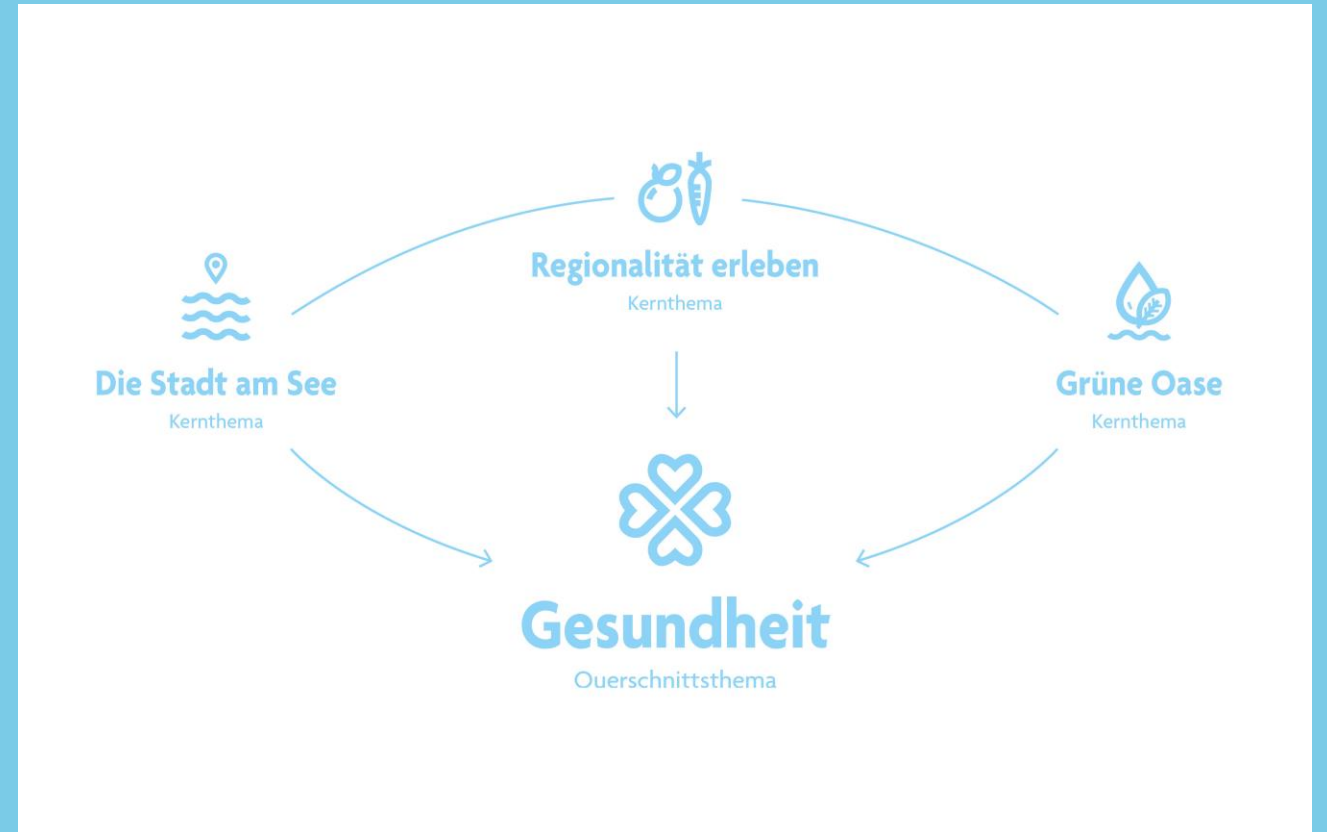 Regionalität erleben
Kernthema
Die Stadt am See
Kernthema
Grüne Oase
Kernthema
Gesundheit
Querschnittsthema